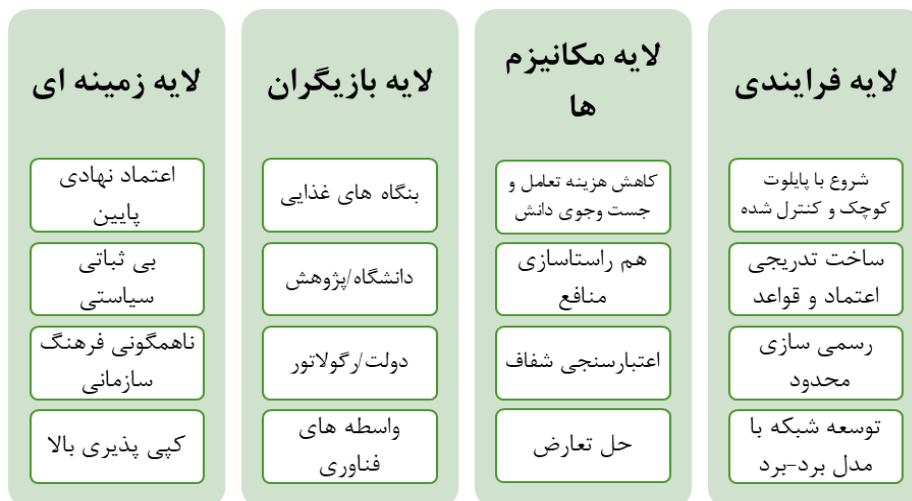 لایه فرایندی
شروع با پایلوت
کوچک و کنترل شده
ساخت تدریجی
اعتماد و قواعد
رسمی سازی
محدود
توسعه شبکه با
مدل برد-برد
لایه مکانیزم
ها
کاهش هزینه تعامل و
جست وجوی دانش
هم راستاسازی
منافع
اعتبارسنجی شفاف
حل تعارض
لایه بازیگران
بنگاه های غذایی
دانشگاه/پژوهش
دولت/رگولاتور
واسطه های
فناوری
لایه زمینه ای
اعتماد نهادی
پایین
بی ثباتی
سیاستی
ناهمگونی فرهنگ
سازمانی
کپی پذیری بالا